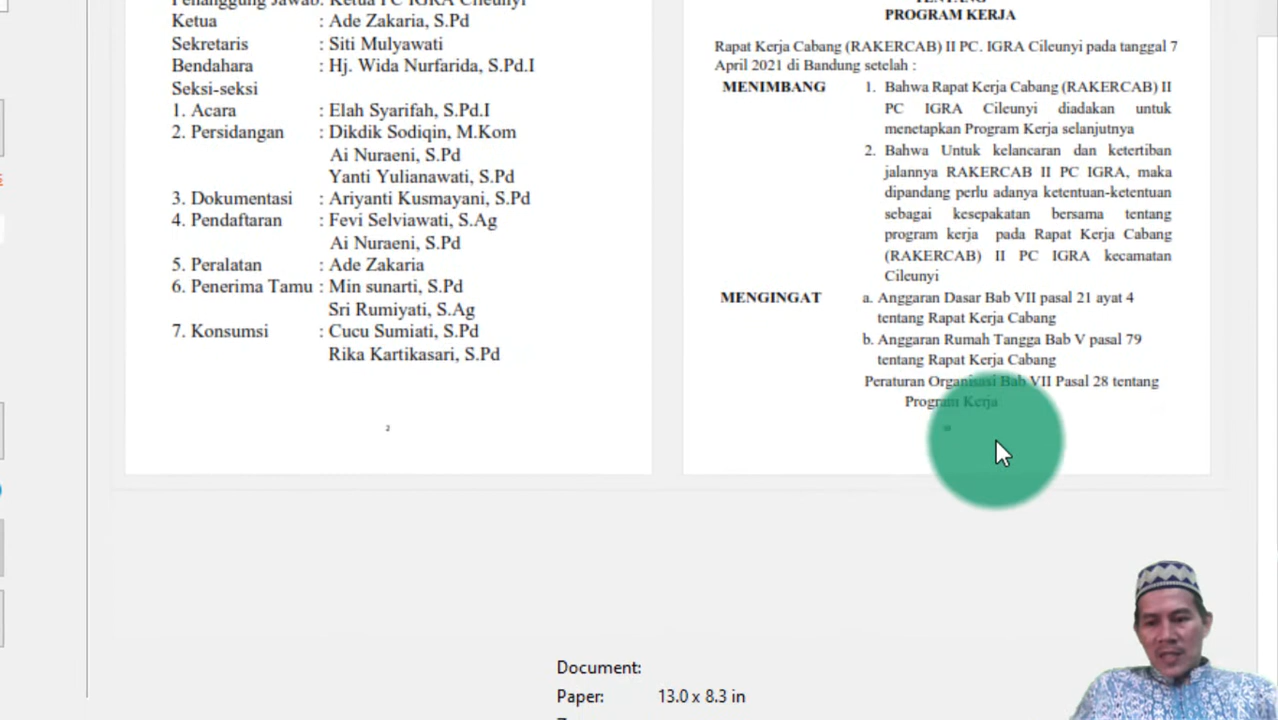 Penanggung Jawab: Ketua PC IGRA Cileunyi
Ketua : Ade Zakaria, S.Pd
Sekretaris : Siti Mulyawati
Bendahara : Hj. Wida Nurfarida, S.Pd.I
Seksi-seksi
1. Acara : Elah Syarifah, S.Pd.I
2. Persidangan : Dikdik Sodiqin, M.Kom
Ai Nuraeni, S.Pd
Yanti Yulianawati, S.Pd
3. Dokumentasi : Ariyanti Kusmayani, S.Pd
4. Pendaftaran : Fevi Selviawati, S.Ag
Ai Nuraeni, S.Pd
5. Peralatan : Ade Zakaria
6. Penerima Tamu : Min sunarti, S.Pd
Sri Rumiyati, S.Ag
7. Konsumsi : Cucu Sumiati, S.Pd
Rika Kartikasari, S.Pd
2
TENTANG
PROGRAM KERJA
Rapat Kerja Cabang (RAKERCAB) II PC. IGRA Cileunyi pada tanggal 7
April 2021 di Bandung setelah :
MENIMBANG 1. Bahwa Rapat Kerja Cabang (RAKERCAB) II
PC IGRA Cileunyi diadakan untuk
menetapkan Program Kerja selanjutnya
2. Bahwa Untuk kelancaran dan ketertiban
jalannya RAKERCAB II PC IGRA, maka
dipandang perlu adanya ketentuan-ketentuan
sebagai kesepakatan bersama tentang
program kerja pada Rapat Kerja Cabang
(RAKERCAB) II PC IGRA kecamatan
Cileunyi
MENGINGAT a. Anggaran Dasar Bab VII pasal 21 ayat 4
tentang Rapat Kerja Cabang
b. Anggaran Rumah Tangga Bab V pasal 79
tentang Rapat Kerja Cabang
Peraturan Organisasi Bab VII Pasal 28 tentang
Program Kerja
Document:
Paper: 13.0 x 8.3 in